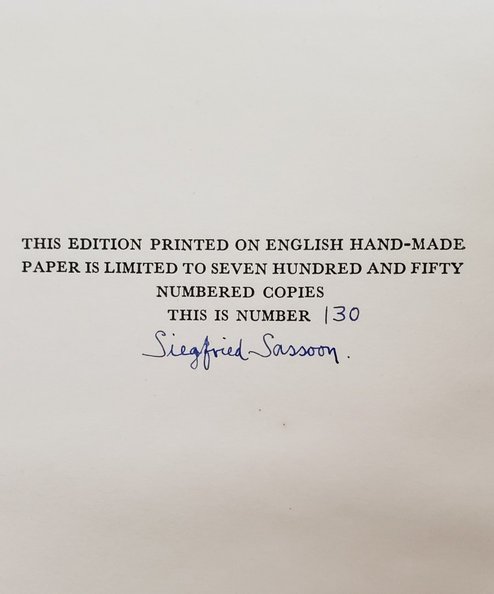 THIS EDITION PRINTED ON ENGLISH HAND-MADE
PAPER IS LIMITED TO SEVEN HUNDRED AND FIFTY
NUMBERED COPIES
THIS IS NUMBER 130
Siegfried Sassoon.